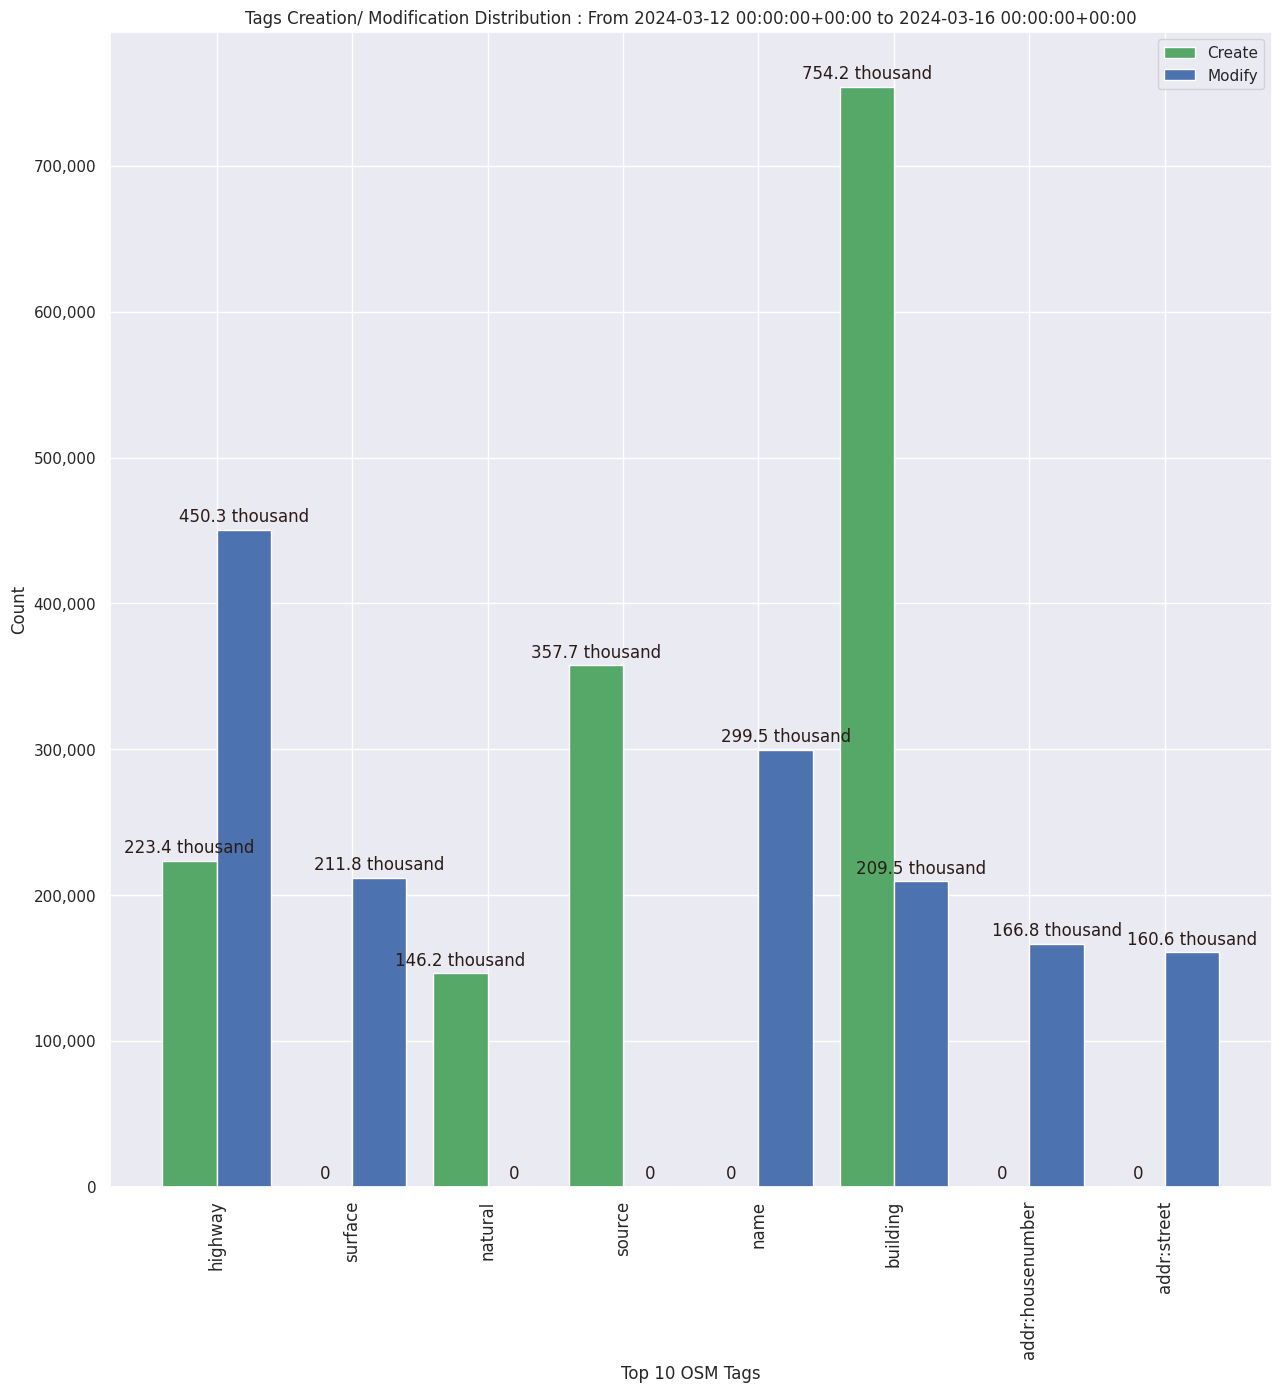 Tags Creation/ Modification Distribution : From 2024-03-12 00:00:00+00:00 to 2024-03-16 00:00:00+00:00
Create
Modify
754.2 thousand
700,000
600,000
500,000
450.3 thousand
400,000
Count
357.7 thousand
300,000
299.5 thousand
223.4 thousand
211.8 thousand
209.5 thousand
200,000
146.2 thousand
166.8 thousand
160.6 thousand
100,000
0
0
0
0
0
0
0
highway
surface
natural
source
name
building
addr:housenumber
addr:street
Top 10 OSM Tags